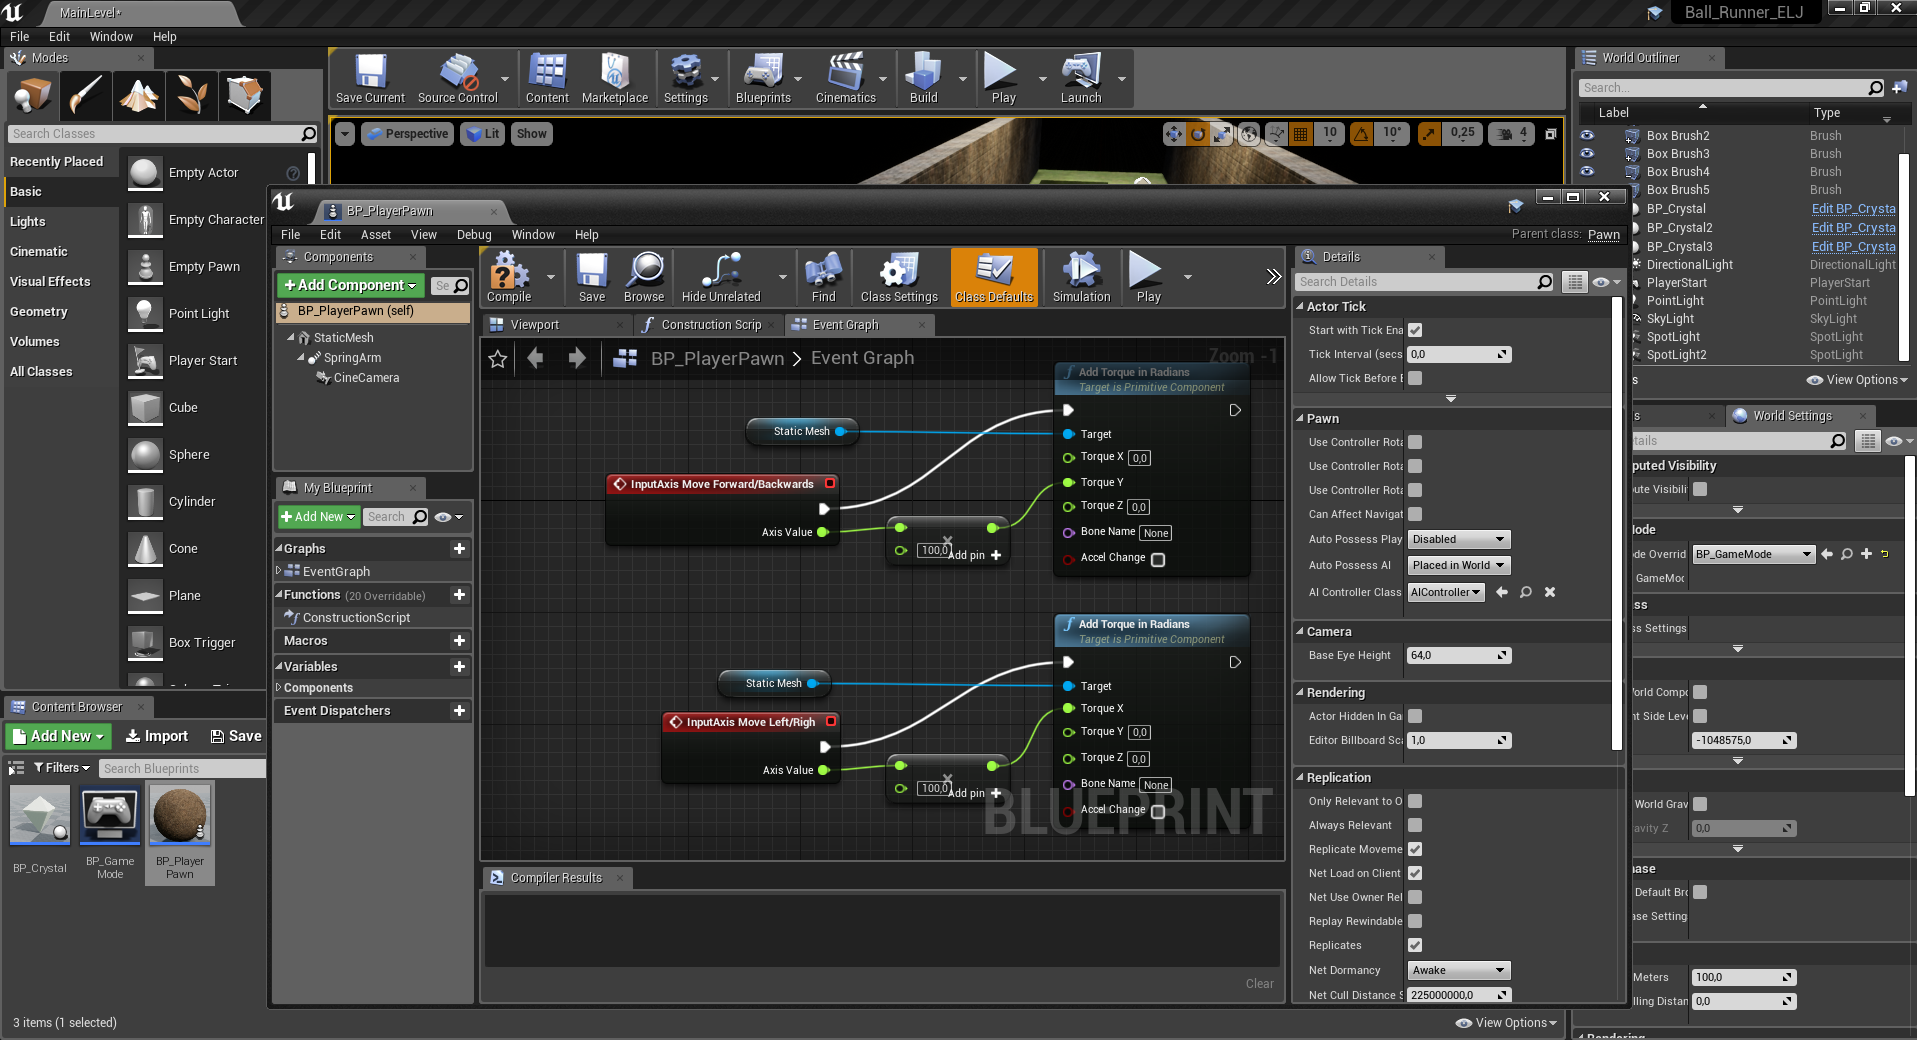 MainLevel*
Ball_Runner_ELJ
File Edit Window Help
Modes
Search Classes
Recently Placed
Basic
Lights
Cinematic
Visual Effects
Geometry
Volumes
All Classes
Empty Actor
Empty Character
Empty Pawn
Point Light
Player Start
Cube
Sphere
Cylinder
Cone
Plane
Box Trigger
Save Current
Source Control
Content
Marketplace
Settings
Blueprints
Cinematics
Build
Play
Launch
Perspective
Lit
Show
10
10°
0,25
4
World Outliner
Search...
Label Type
Box Brush2 Brush
Box Brush3 Brush
Box Brush4 Brush
Box Brush5 Brush
BP_Crystal Edit BP_Crysta
BP_Crystal2 Edit BP_Crysta
BP_Crystal3 Edit BP_Crysta
DirectionalLight DirectionalLight
PlayerStart PlayerStart
PointLight PointLight
SkyLight SkyLight
SpotLight SpotLight
SpotLight2 SpotLight
View Options
BP_PlayerPawn
File Edit Asset View Debug Window Help
Parent class: Pawn
Components
+Add Component
Se
BP_PlayerPawn (self)
StaticMesh
SpringArm
CineCamera
My Blueprint
+Add New
Search
Graphs
EventGraph
Functions (20 Overridable)
ConstructionScript
Macros
Variables
Components
Event Dispatchers
Compile
Save
Browse
Hide Unrelated
Find
Class Settings
Class Defaults
Simulation
Play
Viewport
Construction Scrip
Event Graph
BP_PlayerPawn > Event Graph
Zoom -1
Static Mesh
InputAxis Move Forward/Backwards
Axis Value
100,0
Add pin +
Add Torque in Radians
Target is Primitive Component
Target
Torque X 0,0
Torque Y
Torque Z 0,0
Bone Name None
Accel Change
Static Mesh
InputAxis Move Left/Righ
Axis Value
100,0
Add pin +
Add Torque in Radians
Target is Primitive Component
Target
Torque X
Torque Y 0,0
Torque Z 0,0
Bone Name None
Accel Change
BLUEPRINT
Compiler Results
Clear
Details
Search Details
Actor Tick
Start with Tick Ena
Tick Interval (secs 0,0
Allow Tick Before B
Pawn
Use Controller Rota
Use Controller Rota
Use Controller Rota
Can Affect Navigat
Auto Possess Play Disabled
Auto Possess AI Placed in World
AI Controller Class AIController
Camera
Base Eye Height 64,0
Rendering
Actor Hidden In Ga
Editor Billboard Sca 1,0
Replication
Only Relevant to O
Always Relevant
Replicate Moveme
Net Load on Client
Net Use Owner Rel
Replay Rewindable
Replicates
Net Dormancy Awake
Net Cull Distance S 225000000,0
World Settings
etails
puted Visibility
ute Visibili
lode
ode Overrid BP_GameMode
GameMod
ss
ss Settings
World Compo
nt Side Leve
-1048575,0
World Grav
avity Z 0,0
hase
Default Bro
ase Setting
Meters 100,0
lling Distan 0,0
Content Browser
Add New
Import
Save
Filters
Search Blueprints
BP_Crystal
BP_Game
Mode
BP_Player
Pawn
3 items (1 selected)
View Options